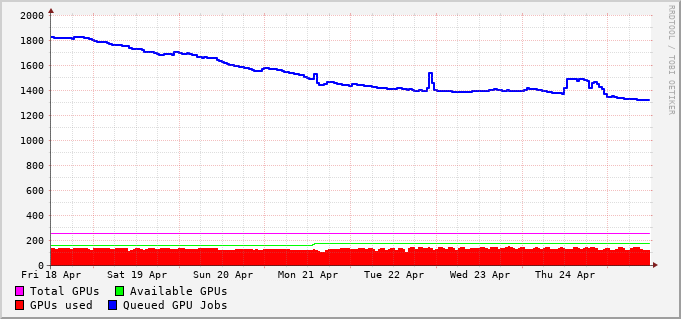 2000
1800
1600
1400
1200
1000
800
600
400
200
0
Fri 18 Apr Sat 19 Apr Sun 20 Apr Mon 21 Apr Tue 22 Apr Wed 23 Apr Thu 24 Apr
Total GPUs Available GPUs
GPUs used Queued GPU Jobs
RRDTOOL / TOBI OETIKER